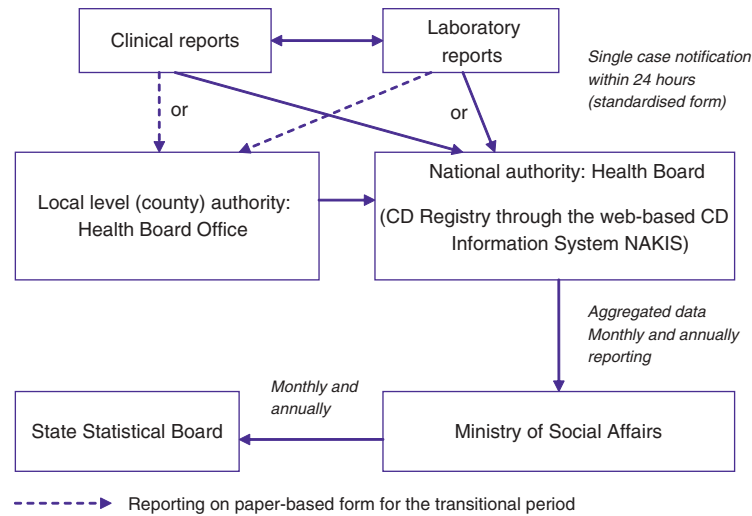 Clinical reports
Laboratory
reports
Single case notification
within 24 hours
(standardised form)
or
or
Local level (county) authority:
Health Board Office
National authority: Health Board
(CD Registry through the web-based CD
Information System NAKIS)
Aggregated data
Monthly and annually
reporting
Monthly and
annually
State Statistical Board
Ministry of Social Affairs
Reporting on paper-based form for the transitional period